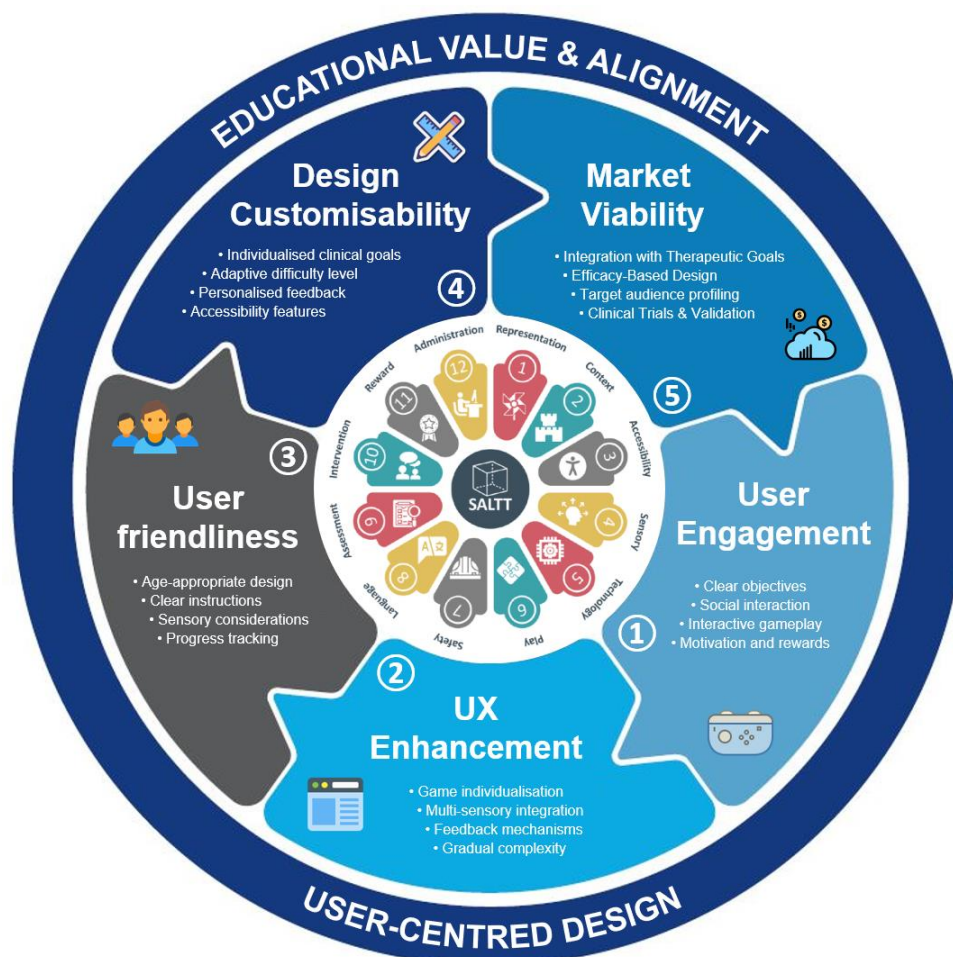 EDUCATIONAL VALUE & ALIGNMENT
Design
Customisability
• Individualised clinical goals
• Adaptive difficulty level
• Personalised feedback
• Accessibility features
4
Market
Viability
• Integration with Therapeutic Goals
• Efficacy-Based Design
• Target audience profiling
• Clinical Trials & Validation
5
User
Engagement
• Clear objectives
• Social interaction
• Interactive gameplay
• Motivation and rewards
1
UX
Enhancement
• Game individualisation
• Multi-sensory integration
• Feedback mechanisms
• Gradual complexity
2
User
friendliness
• Age-appropriate design
• Clear instructions
• Sensory considerations
• Progress tracking
3
Representation
1
Context
2
Accessibility
3
Sensory
4
Technology
5
Play
6
Safety
7
Language
8
Assessment
9
Intervention
10
Reward
11
Administration
12
SALTT
USER-CENTRED DESIGN